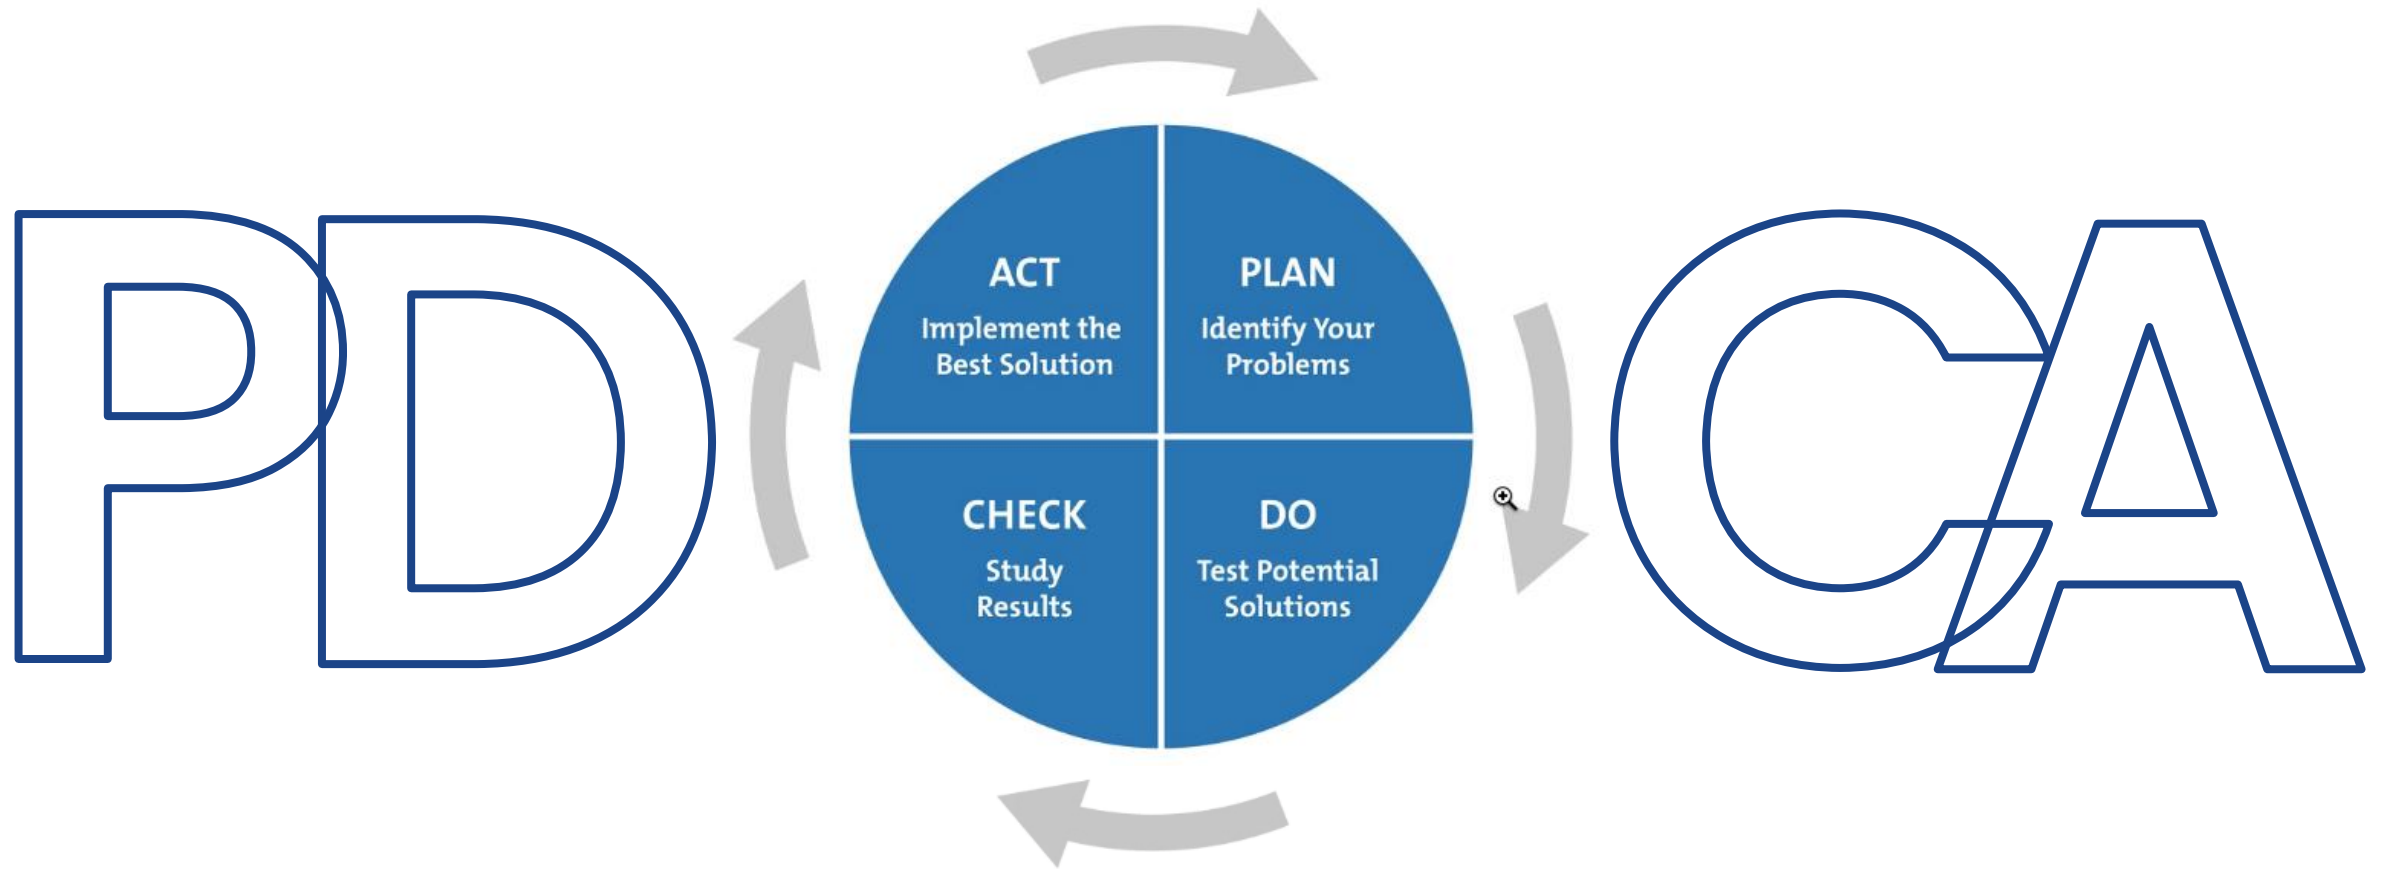 PD
ACT
Implement the
Best Solution
PLAN
Identify Your
Problems
CHECK
Study
Results
DO
Test Potential
Solutions
CA